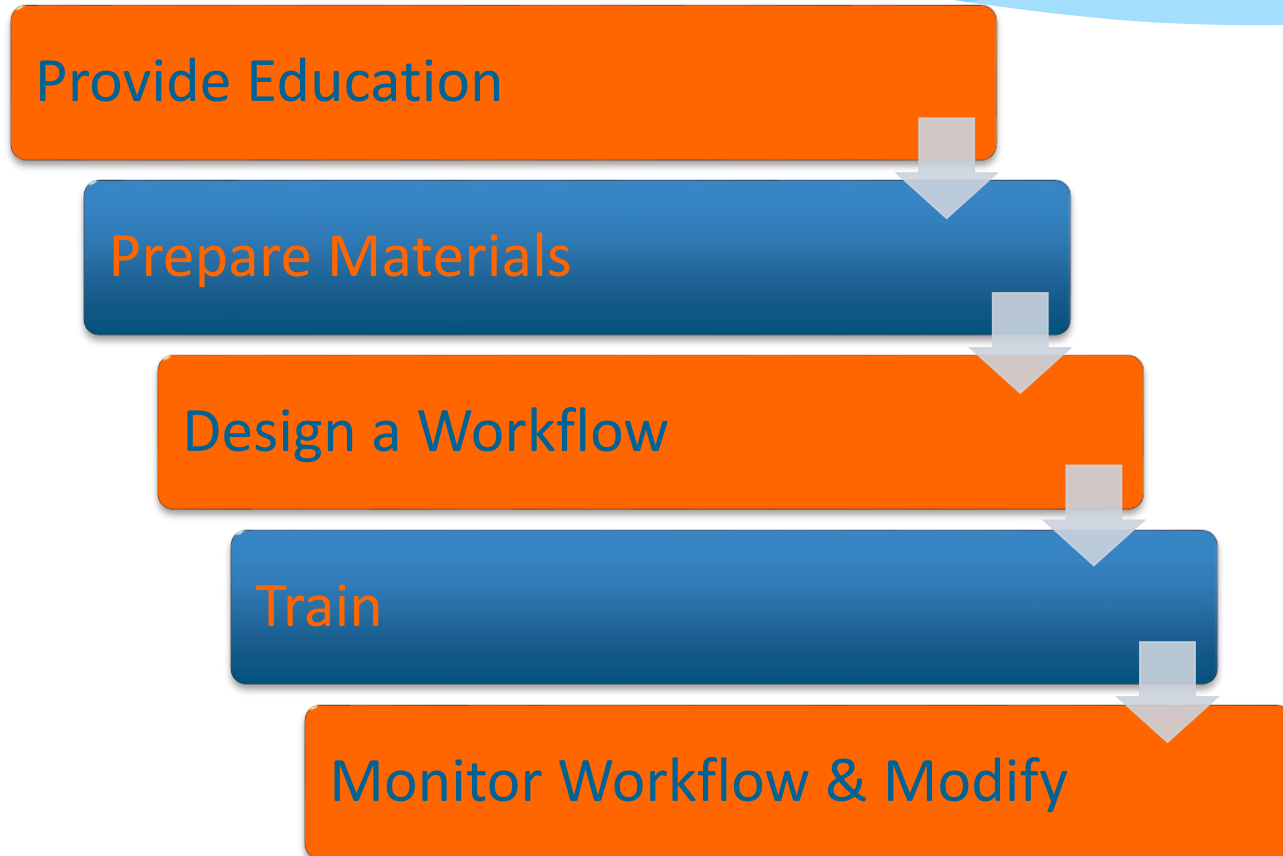 Provide Education
Prepare Materials
Design a Workflow
Train
Monitor Workflow & Modify